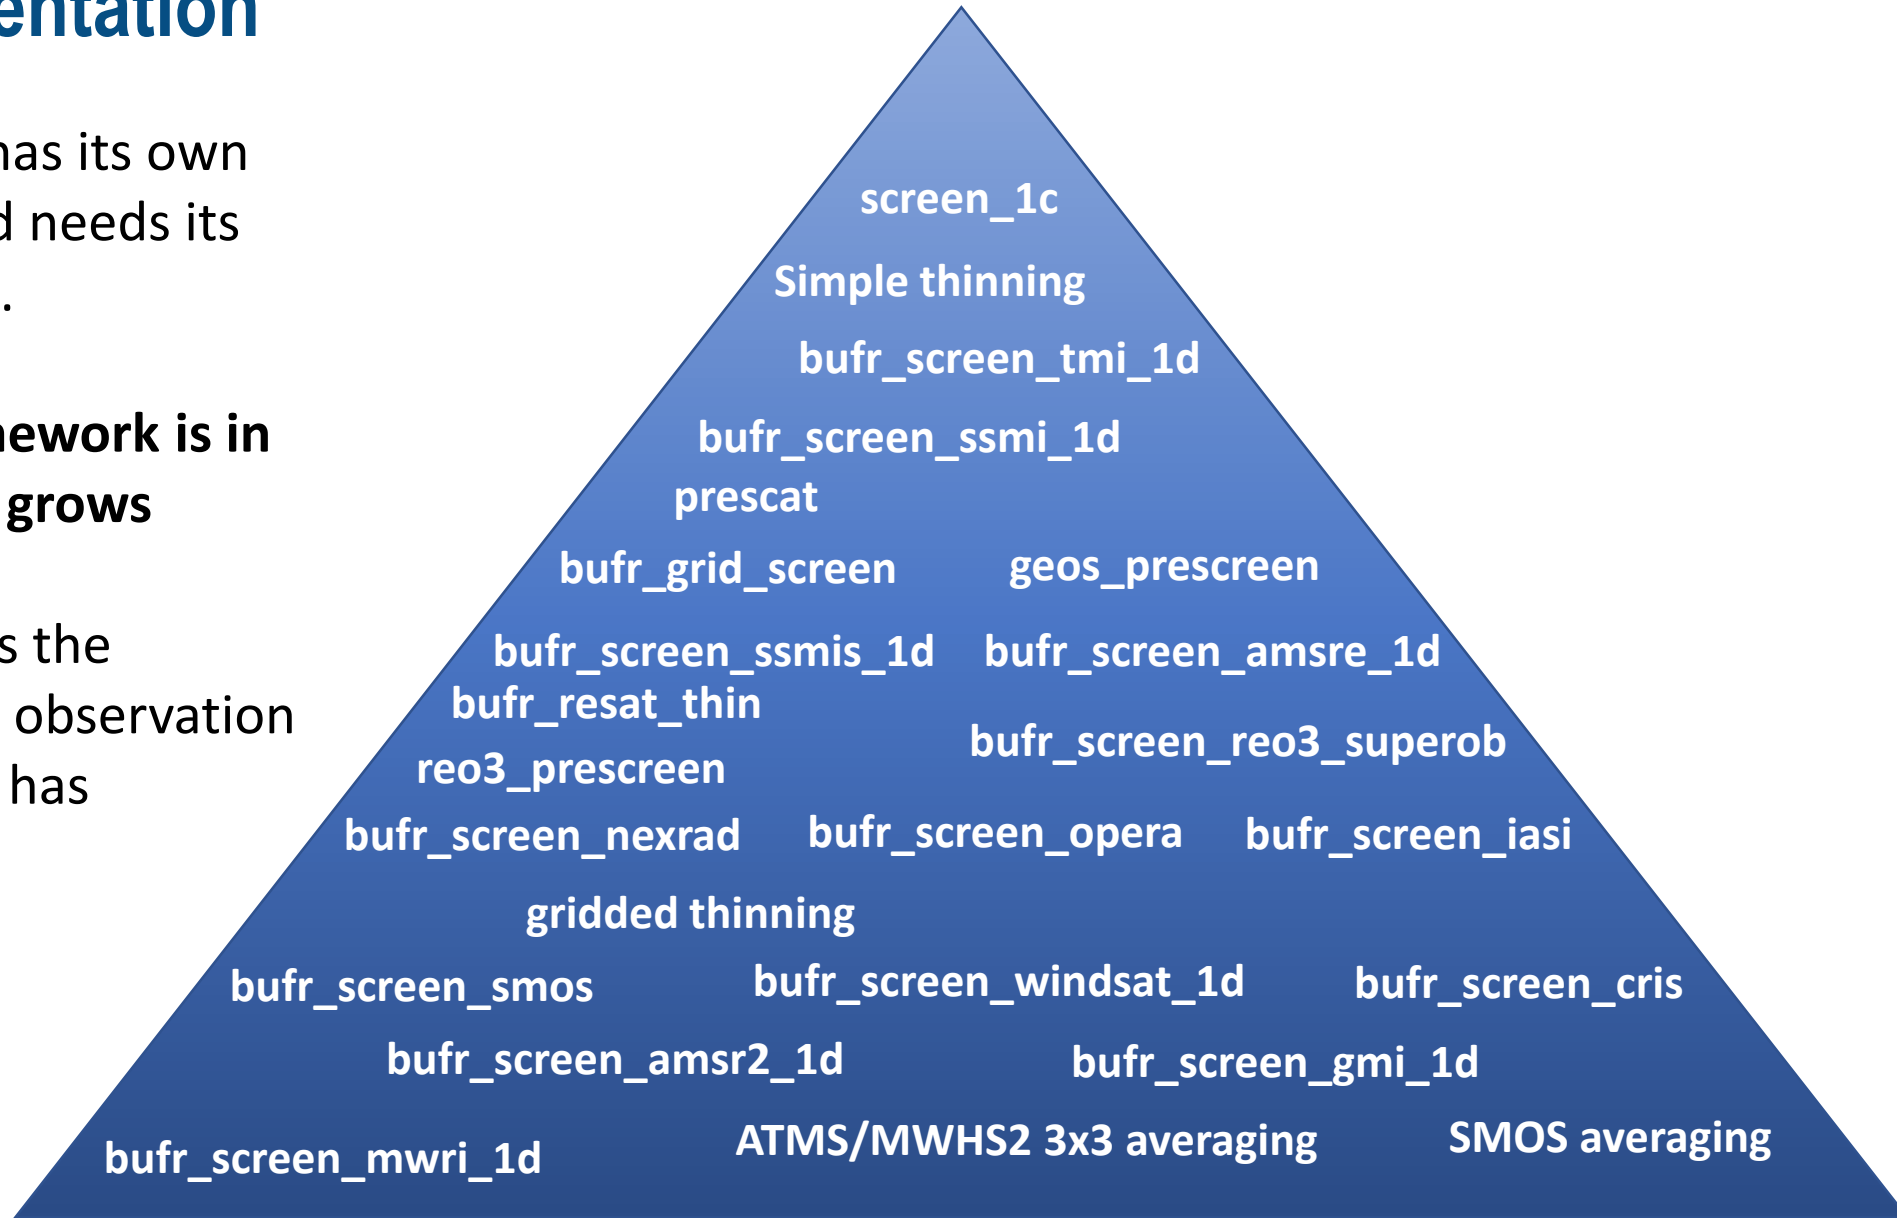 entation
has its own
d needs its
.
ework is in
grows
s the
observation
has
screen_1c
Simple thinning
bufr_screen_tmi_1d
bufr_screen_ssmi_1d
prescat
bufr_grid_screen geos_prescreen
bufr_screen_ssmis_1d bufr_screen_amsre_1d
bufr_resat_thin
bufr_screen_reo3_superob
reo3_prescreen
bufr_screen_nexrad bufr_screen_opera bufr_screen_iasi
gridded thinning
bufr_screen_smos bufr_screen_windsat_1d bufr_screen_cris
bufr_screen_amsr2_1d bufr_screen_gmi_1d
bufr_screen_mwri_1d ATMS/MWHS2 3x3 averaging SMOS averaging